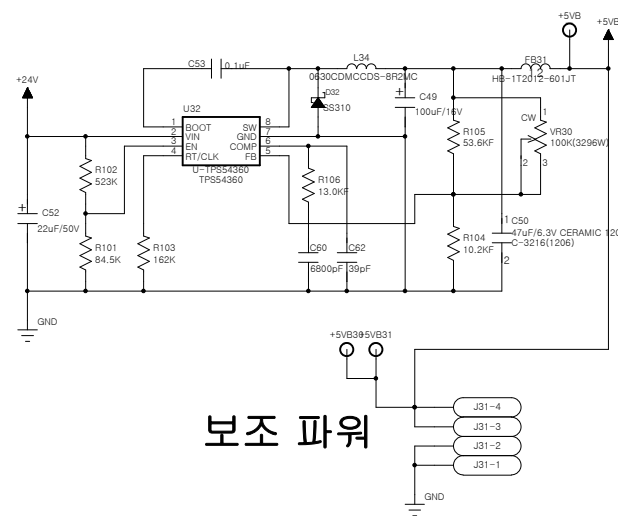 +5VB
+5VB
+24V
C53
0.1uF
L34
0630CDMCCDS-8R2MC
FB31
2
HB-1T2012-601JT
D32
SS310
C49
100uF/16V
U32
1 BOOT SW 8
2 VIN GND 7
3 EN COMP 6
4 RT/CLK FB 5
U-TPS54360
TPS54360
R102
523K
R106
13.0KF
R105
53.6KF
CW
1
VR30
100K(3296W)
2
3
C52
22uF/50V
R101
84.5K
R103
162K
C60
6800pF
C62
39pF
R104
10.2KF
1
C50
47uF/6.3V CERAMIC 120
C-3216(1206)
2
GND
+5VB30
+5VB31
J31-4
J31-3
J31-2
J31-1
보조 파워
GND